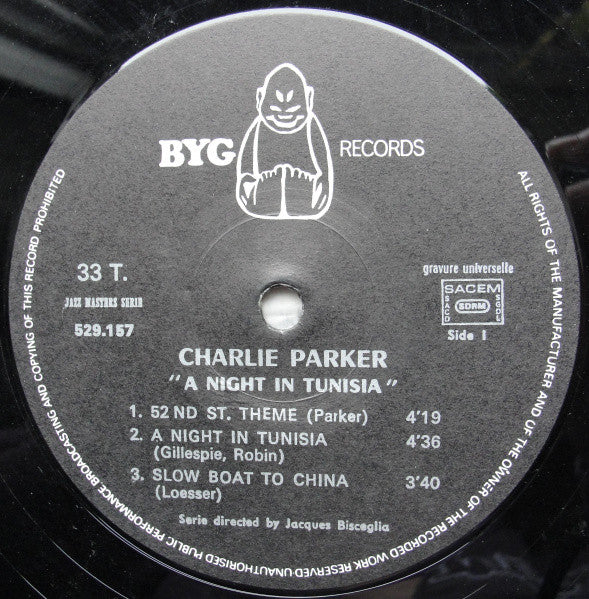 BYG RECORDS
33 T.
JAZZ MASTERS SERIE
529.157
gravure universelle
SACEM
SACD SDRM SGDL
Side 1
CHARLIE PARKER
"A NIGHT IN TUNISIA"
1. 52 ND ST. THEME (Parker) 4'19
2. A NIGHT IN TUNISIA 4'36
(Gillespie, Robin)
3. SLOW BOAT TO CHINA 3'40
(Loesser)
Serie directed by Jacques Bisceglia
ALL RIGHTS OF THE MANUFACTURER AND OF THE OWNER OF THE RECORDED WORK RESERVED·UNAUTHORISED PUBLIC PERFORMANCE BROADCASTING AND COPYING OF THIS RECORD PROHIBITED